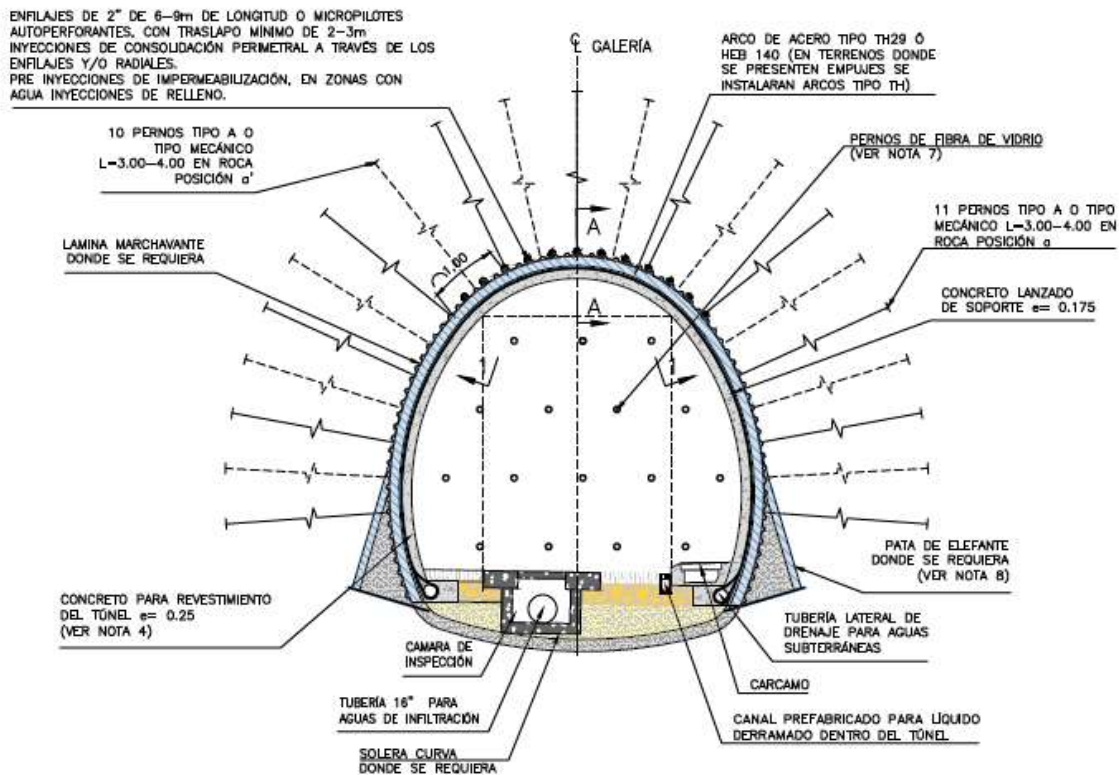 ENFILAJES DE 2" DE 6-9m DE LONGITUD O MICROPILOTES
AUTOPERFORANTES, CON TRASLAPO MÍNIMO DE 2-3m
INYECCIONES DE CONSOLIDACIÓN PERIMETRAL A TRAVÉS DE LOS
ENFILAJES Y/O RADIALES.
PRE INYECCIONES DE IMPERMEABILIZACIÓN, EN ZONAS CON
AGUA INYECCIONES DE RELLENO.
℄ GALERÍA
ARCO DE ACERO TIPO TH29 Ó
HEB 140 (EN TERRENOS DONDE
SE PRESENTEN EMPUJES SE
INSTALARAN ARCOS TIPO TH)
10 PERNOS TIPO A O
TIPO MECÁNICO
L=3.00-4.00 EN ROCA
POSICIÓN a'
PERNOS DE FIBRA DE VIDRIO
(VER NOTA 7)
11 PERNOS TIPO A O TIPO
MECÁNICO L=3.00-4.00 EN
ROCA POSICIÓN a
LAMINA MARCHAVANTE
DONDE SE REQUIERA
1.00
A
A
1
1
CONCRETO LANZADO
DE SOPORTE e= 0.175
PATA DE ELEFANTE
DONDE SE REQUIERA
(VER NOTA 8)
CONCRETO PARA REVESTIMIENTO
DEL TÚNEL e= 0.25
(VER NOTA 4)
CAMARA DE
INSPECCIÓN
TUBERÍA LATERAL DE
DRENAJE PARA AGUAS
SUBTERRÁNEAS
CARCAMO
TUBERÍA 16" PARA
AGUAS DE INFILTRACIÓN
CANAL PREFABRICADO PARA LÍQUIDO
DERRAMADO DENTRO DEL TÚNEL
SOLERA CURVA
DONDE SE REQUIERA